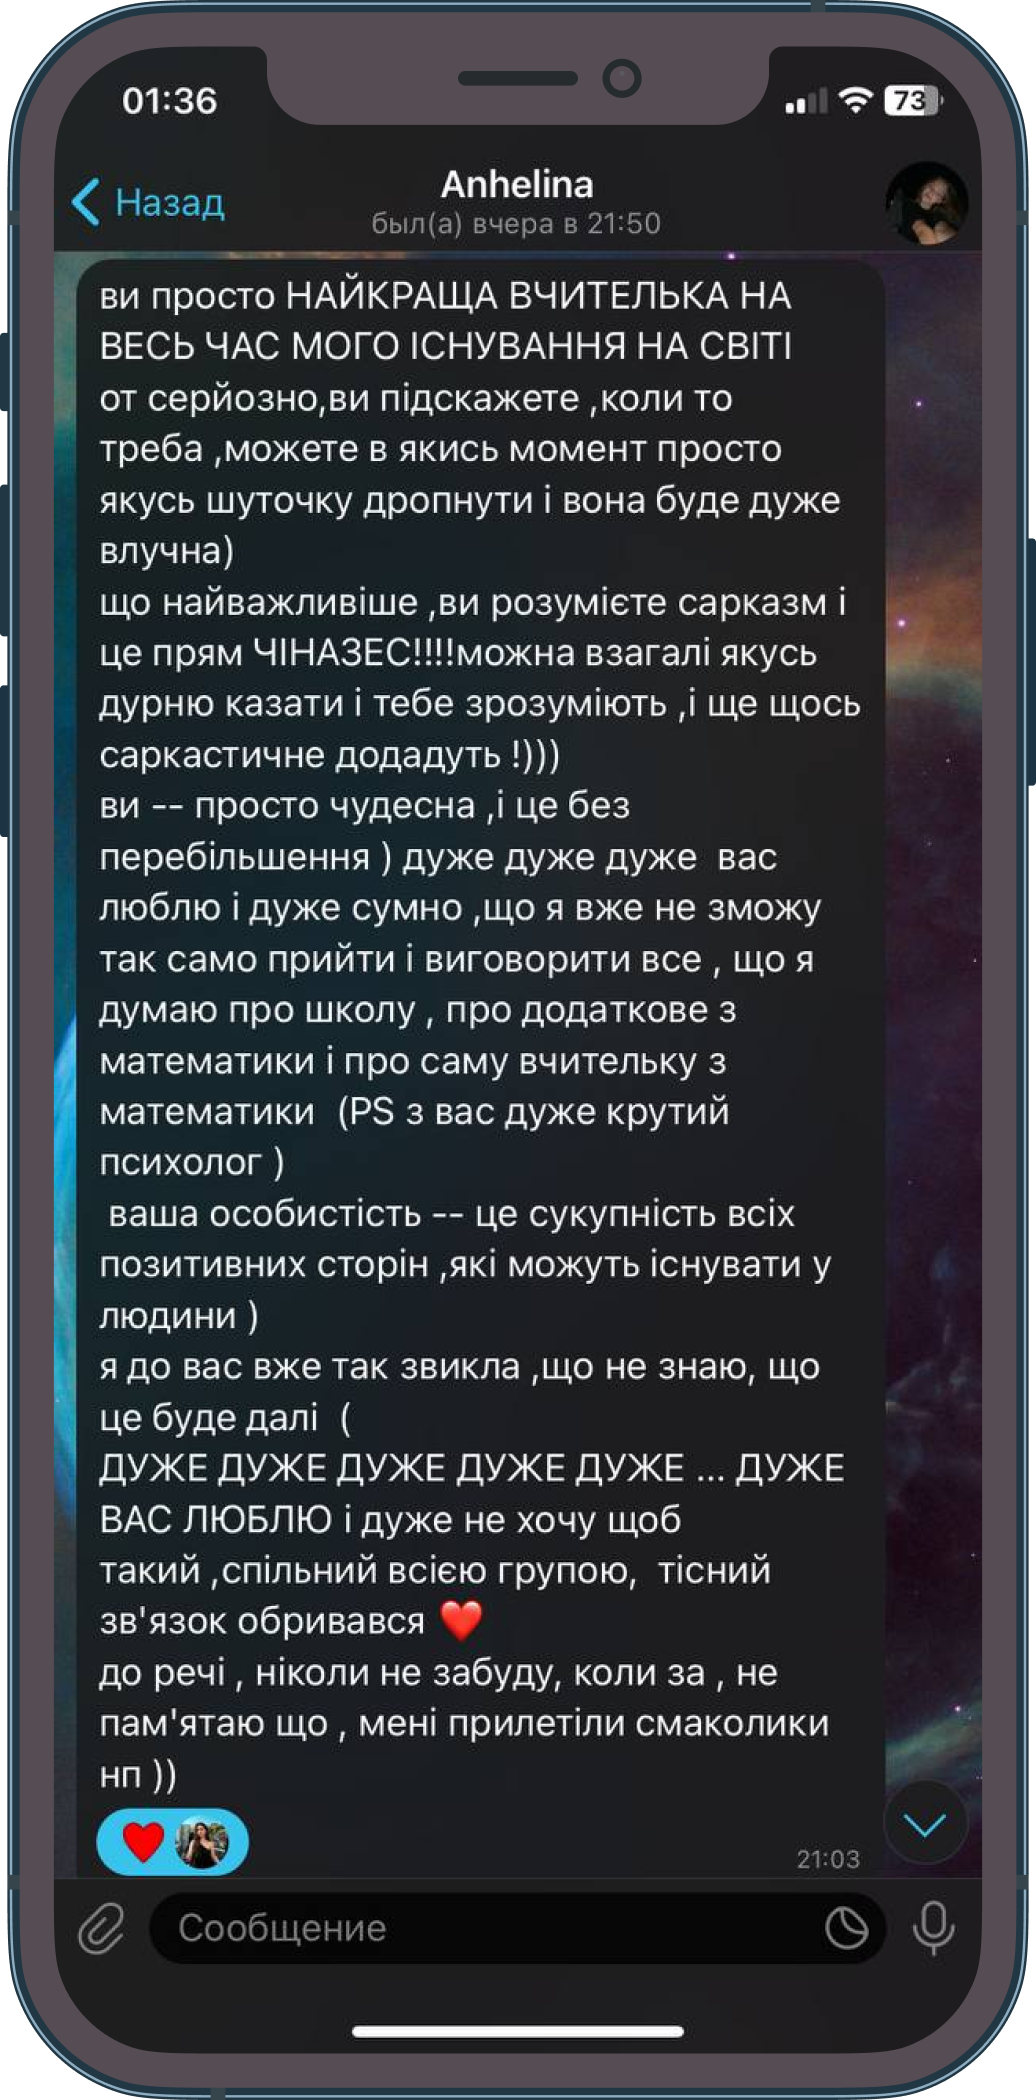 01:36
73
Назад
Anhelina
был(а) вчера в 21:50
ви просто НАЙКРАЩА ВЧИТЕЛЬКА НА
ВЕСЬ ЧАС МОГО ІСНУВАННЯ НА СВІТІ
от серйозно,ви підскажете ,коли то
треба ,можете в якись момент просто
якусь шуточку дропнути і вона буде дуже
влучна)
що найважливіше ,ви розумієте сарказм і
це прям ЧІНАЗЕС!!!!можна взагалі якусь
дурню казати і тебе зрозуміють ,і ще щось
саркастичне додадуть !)))
ви -- просто чудесна ,і це без
перебільшення ) дуже дуже дуже  вас
люблю і дуже сумно ,що я вже не зможу
так само прийти і виговорити все , що я
думаю про школу , про додаткове з
математики і про саму вчительку з
математики  (PS з вас дуже крутий
психолог )
ваша особистість -- це сукупність всіх
позитивних сторін ,які можуть існувати у
людини )
я до вас вже так звикла ,що не знаю, що
це буде далі  (
ДУЖЕ ДУЖЕ ДУЖЕ ДУЖЕ ДУЖЕ ... ДУЖЕ
ВАС ЛЮБЛЮ і дуже не хочу щоб
такий ,спільний всією групою,  тісний
зв'язок обривався ❤️
до речі , ніколи не забуду, коли за , не
пам'ятаю що , мені прилетіли смаколики
нп ))
21:03
Сообщение